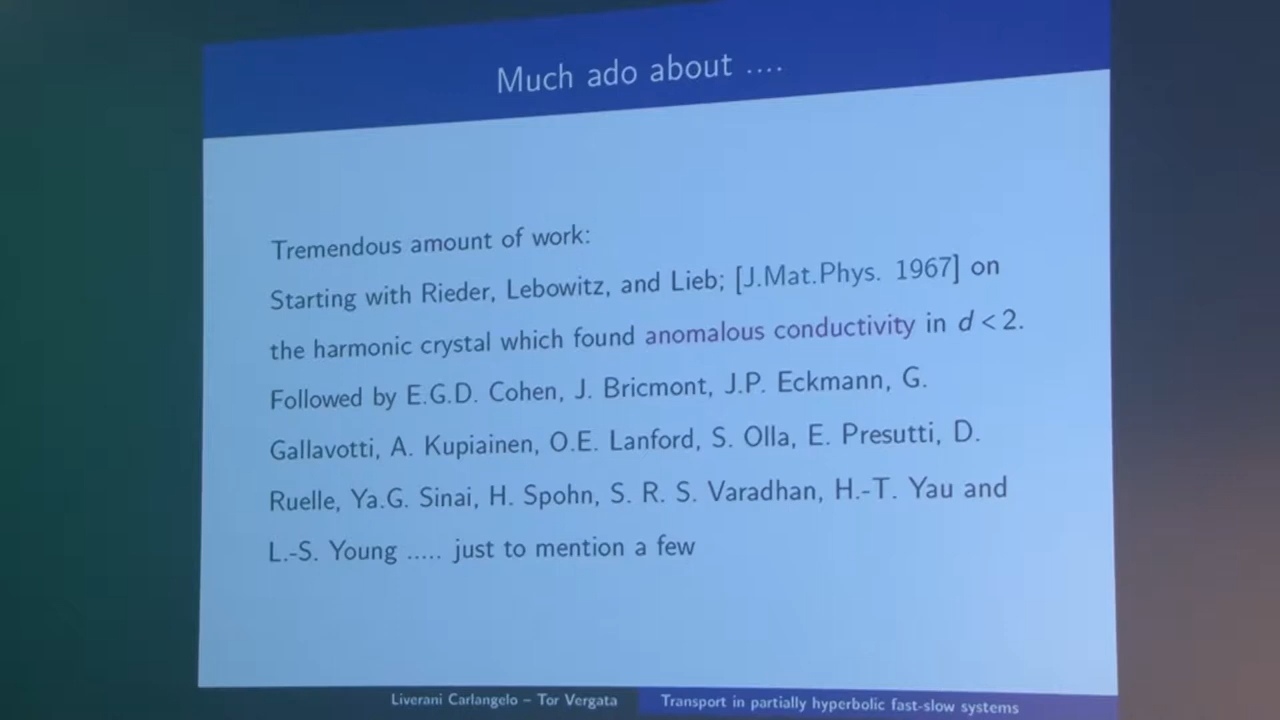 Much ado about ....
Tremendous amount of work:
Starting with Rieder, Lebowitz, and Lieb; [J.Mat.Phys. 1967] on
the harmonic crystal which found anomalous conductivity in d < 2.
Followed by E.G.D. Cohen, J. Bricmont, J.P. Eckmann, G.
Gallavotti, A. Kupiainen, O.E. Lanford, S. Olla, E. Presutti, D.
Ruelle, Ya.G. Sinai, H. Spohn, S. R. S. Varadhan, H.-T. Yau and
L.-S. Young ..... just to mention a few
Liverani Carlangelo – Tor Vergata
Transport in partially hyperbolic fast-slow systems